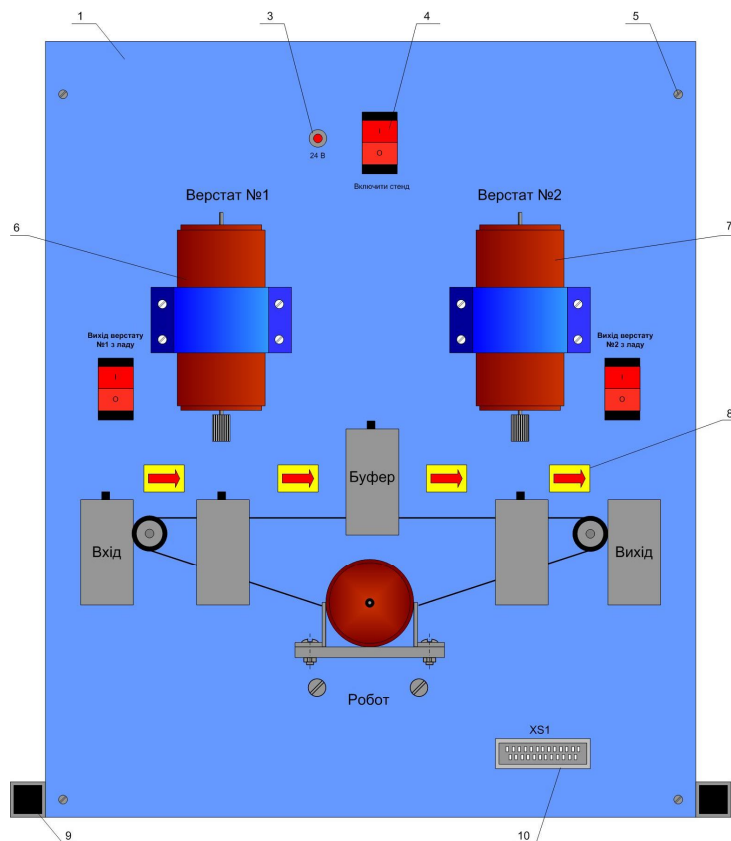 1
3
4
5
I
O
24 В
Включити стенд
Верстат №1
Верстат №2
6
7
Вихід верстату
№1 з ладу
Вихід верстату
№2 з ладу
I
O
I
O
8
Буфер
Вхід
Вихід
Робот
XS1
9
10